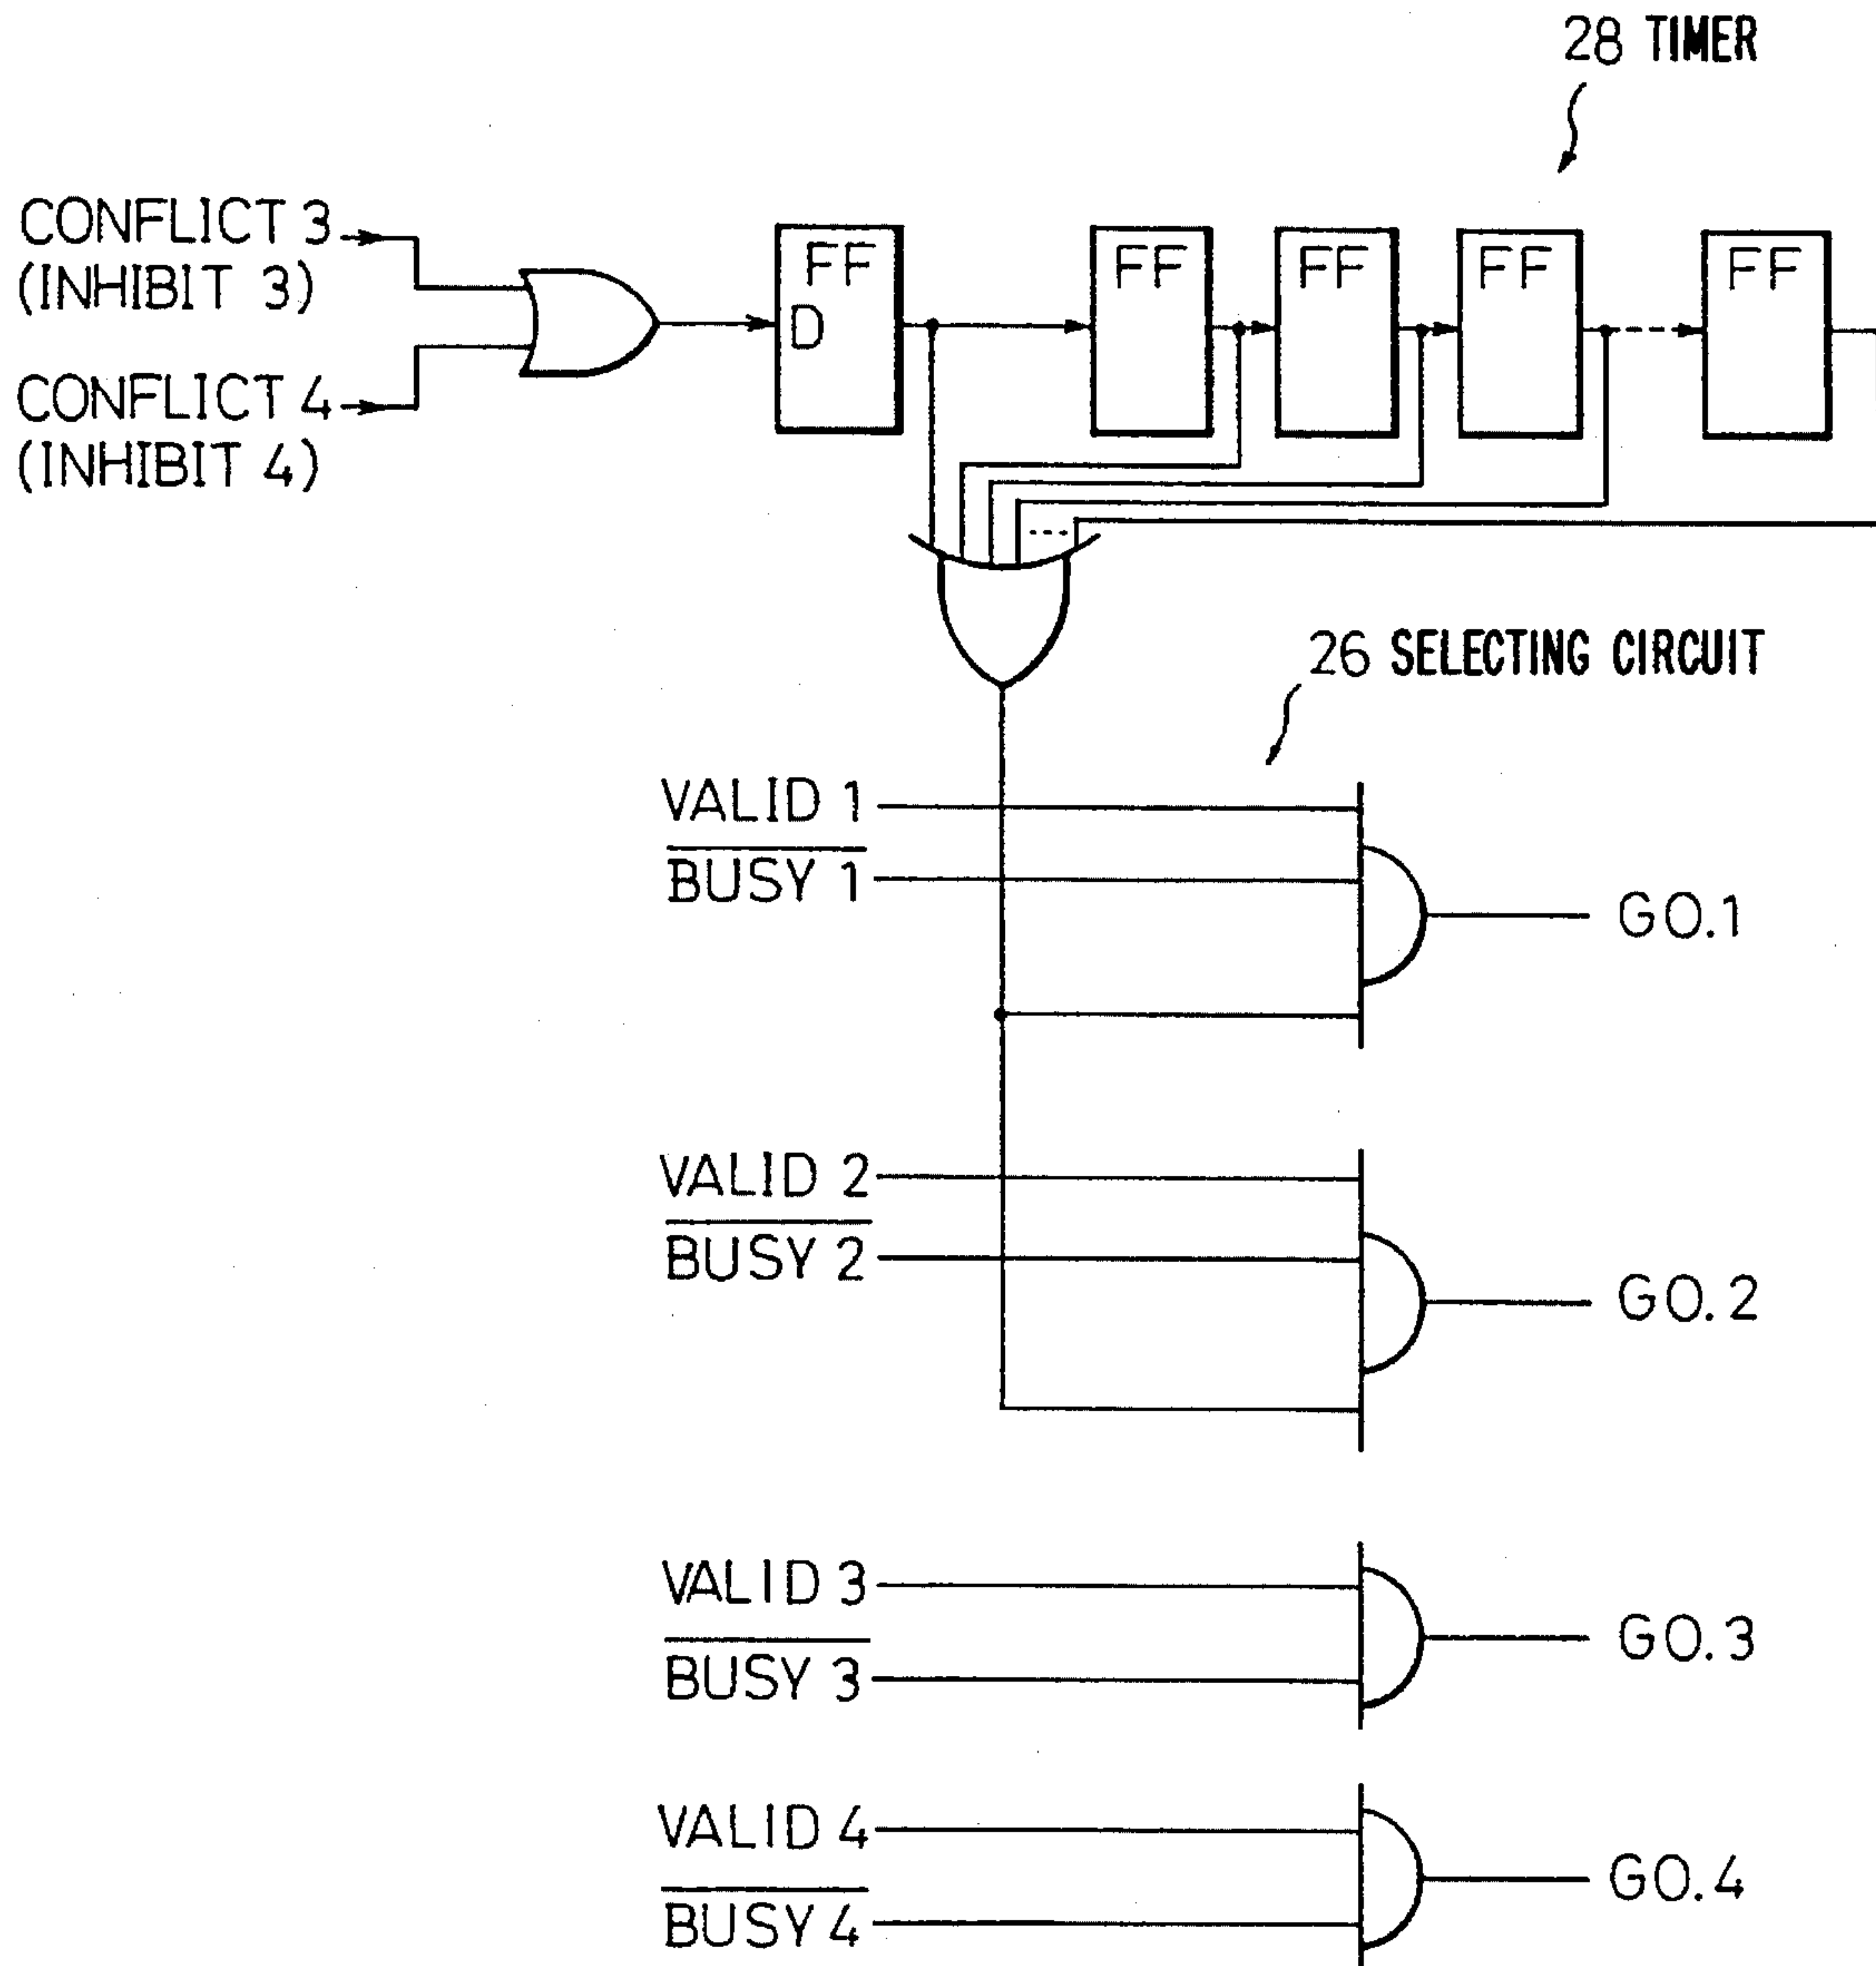 28 TIMER
CONFLICT 3
(INHIBIT 3)
CONFLICT 4
(INHIBIT 4)
FF
D
FF
FF
FF
FF
26 SELECTING CIRCUIT
VALID 1
BUSY 1
GO.1
VALID 2
BUSY 2
GO.2
VALID 3
BUSY 3
GO.3
VALID 4
BUSY 4
GO.4